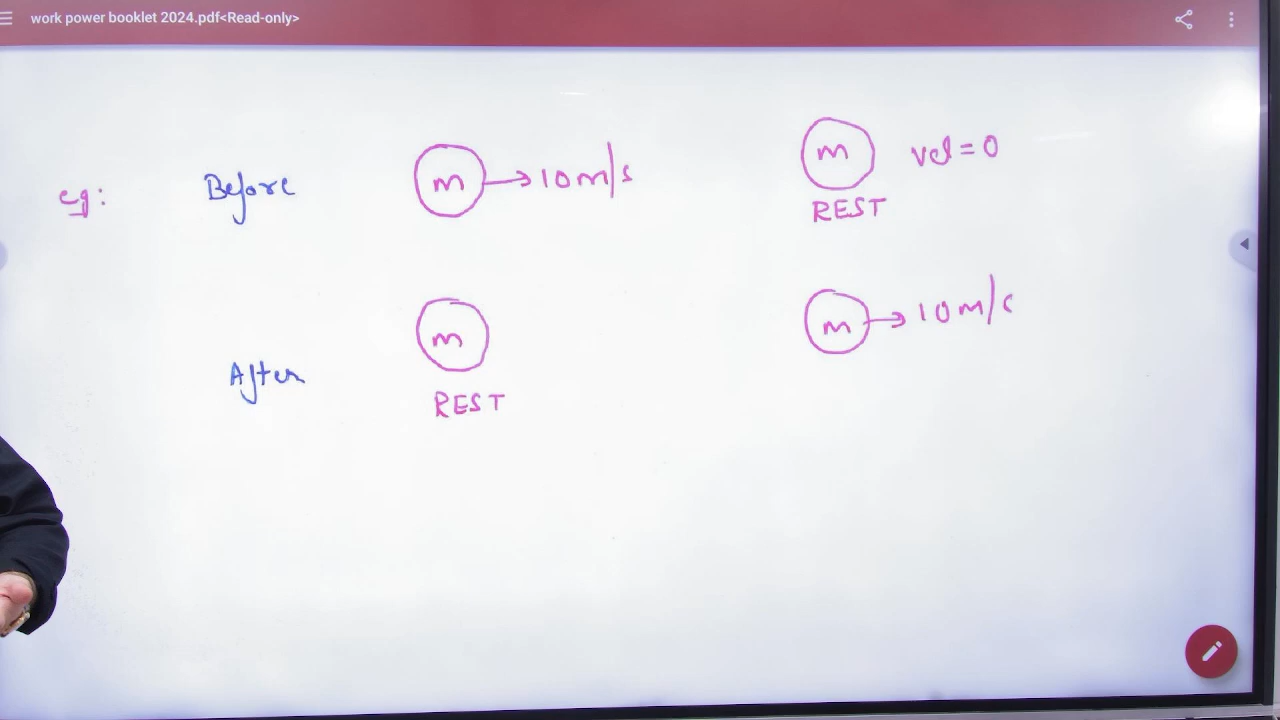 work power booklet 2024.pdf<Read-only>
eg: Before m → 10m/s m vel = 0
REST
After m m → 10m/s
REST